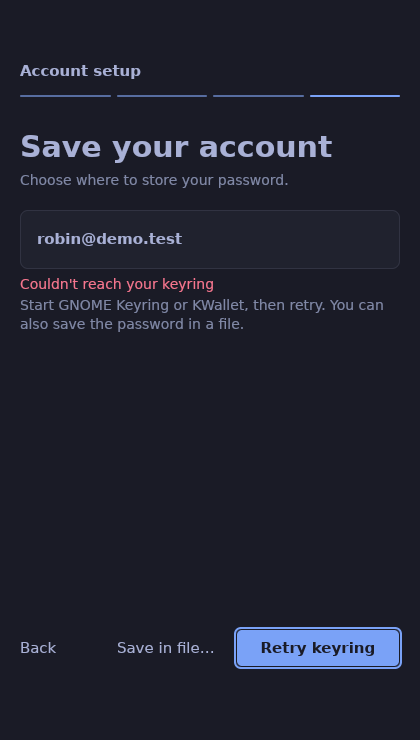 Account setup
Save your account
Choose where to store your password.
robin@demo.test
Couldn't reach your keyring
Start GNOME Keyring or KWallet, then retry. You can
also save the password in a file.
Back
Save in file…
Retry keyring